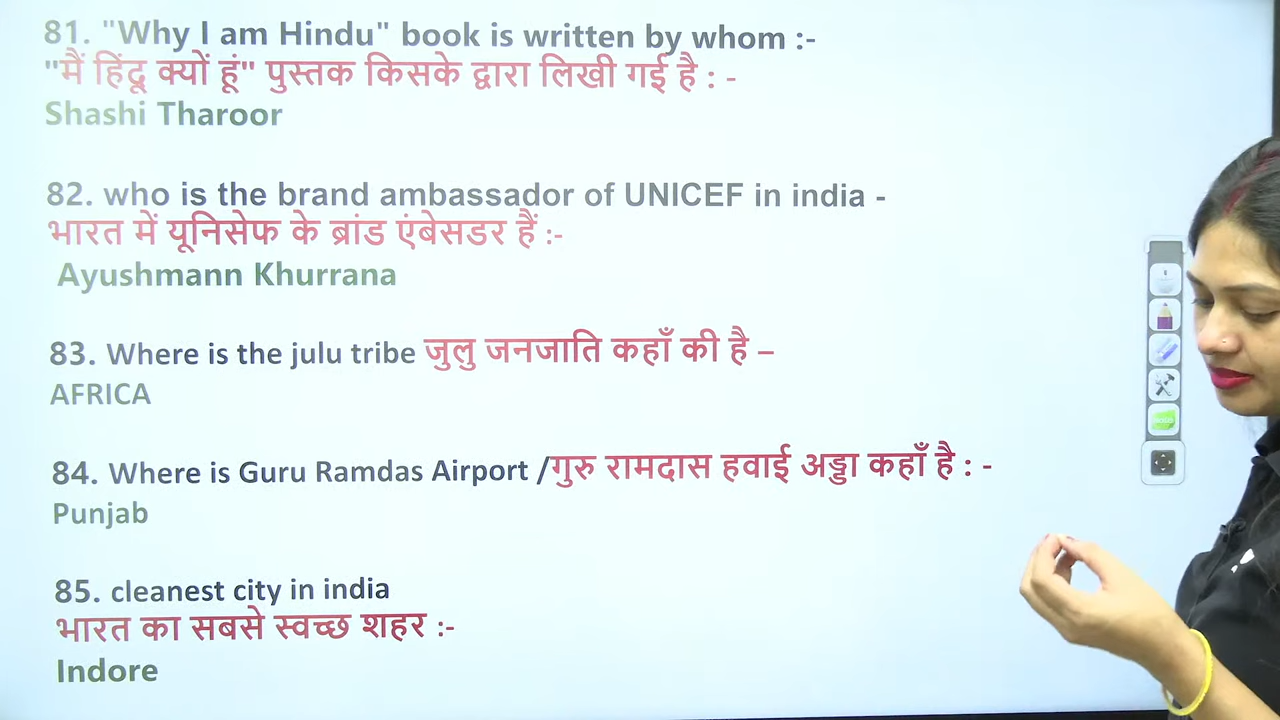 81. "Why I am Hindu" book is written by whom :-
"मैं हिंदू क्यों हूं" पुस्तक किसके द्वारा लिखी गई है : -
Shashi Tharoor
82. who is the brand ambassador of UNICEF in india -
भारत में यूनिसेफ के ब्रांड एंबेसडर हैं :-
Ayushmann Khurrana
83. Where is the julu tribe जुलु जनजाति कहाँ की है –
AFRICA
84. Where is Guru Ramdas Airport /गुरु रामदास हवाई अड्डा कहाँ है : -
Punjab
85. cleanest city in india
भारत का सबसे स्वच्छ शहर :-
Indore